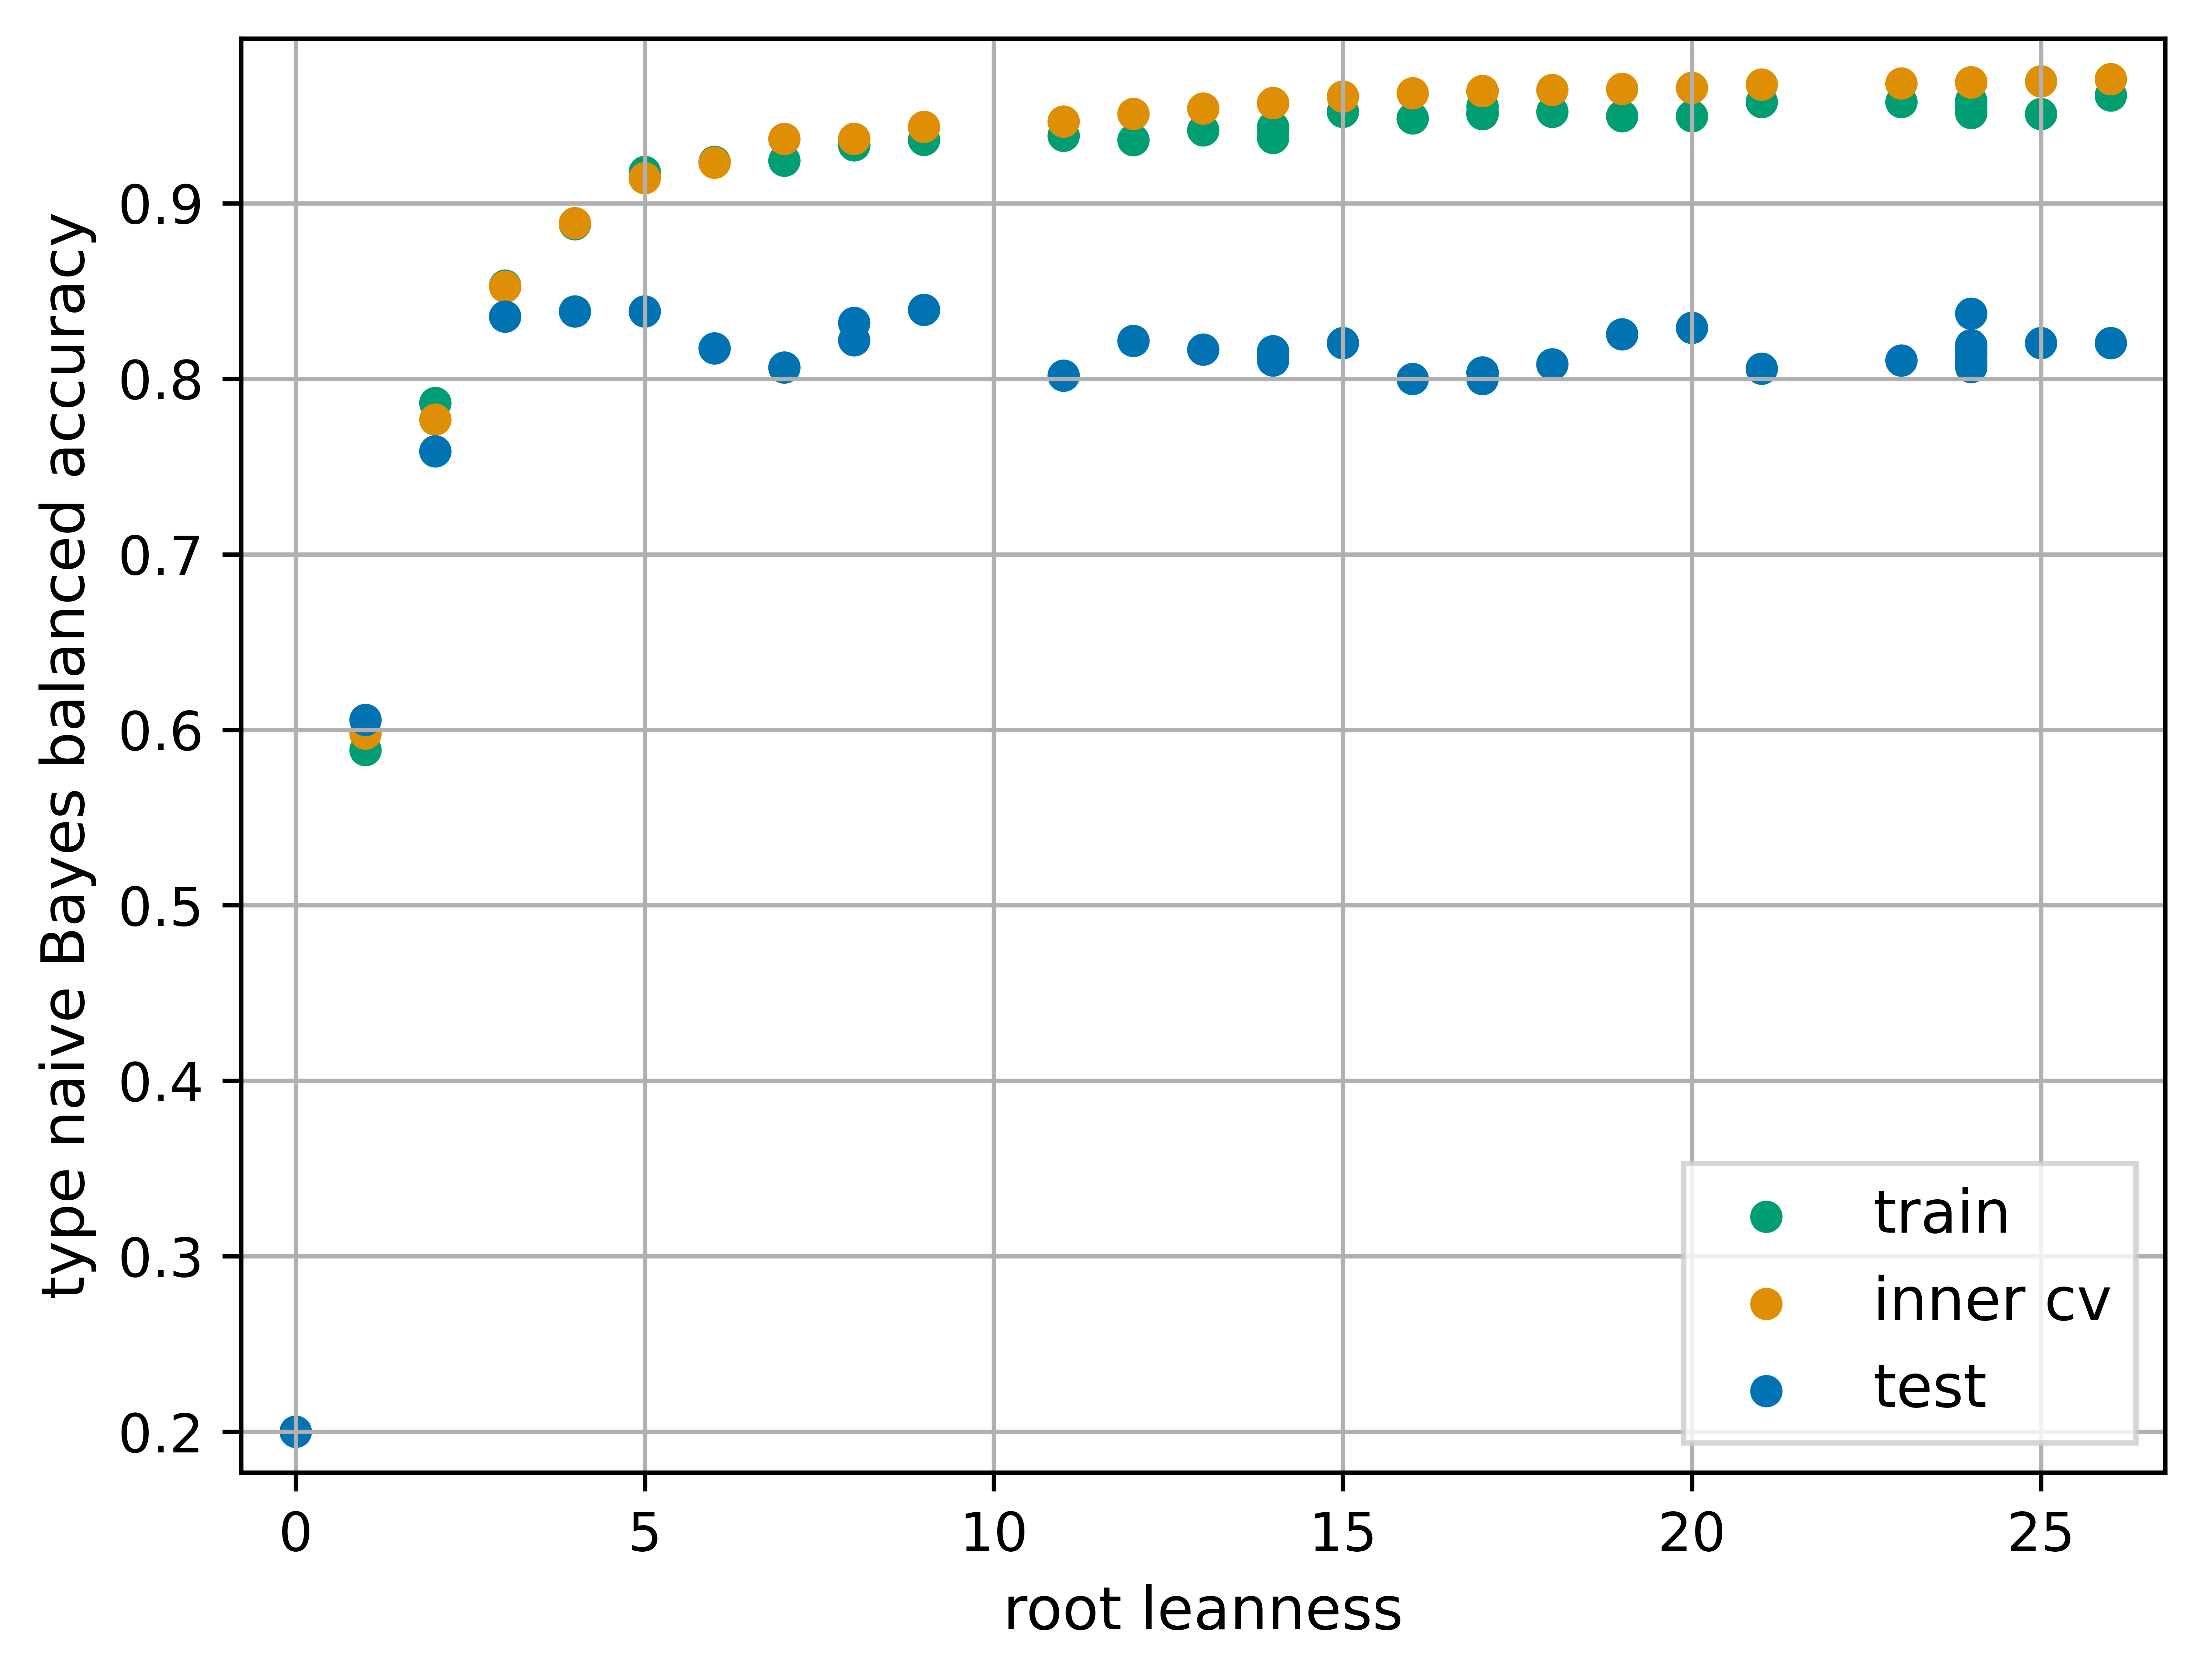 type naive Bayes balanced accuracy
0.9
0.8
0.7
0.6
0.5
0.4
0.3
0.2
0 5 10 15 20 25
root leanness
train
inner cv
test